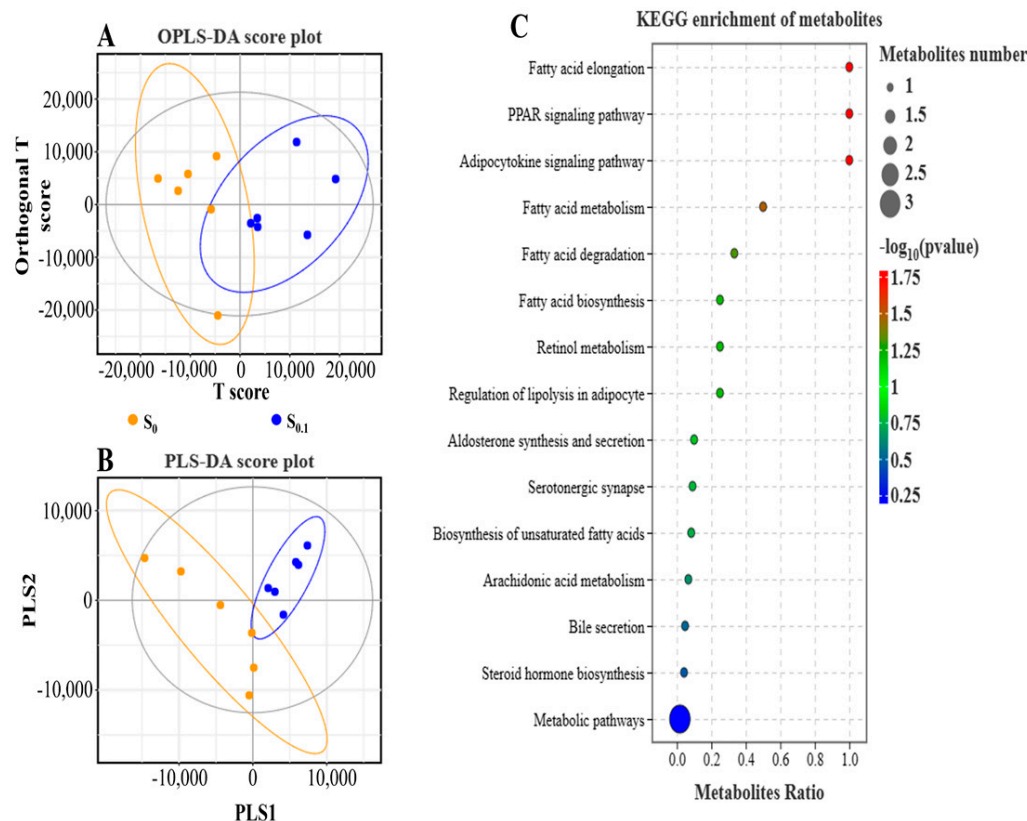 A
OPLS-DA score plot
20,000
10,000
0
-10,000
-20,000
Orthogonal T
score
-20,000 -10,000 0 10,000 20,000
T score
S0 S0.1
B
PLS-DA score plot
10,000
0
-10,000
PLS2
-10,000 0 10,000
PLS1
C
KEGG enrichment of metabolites
Fatty acid elongation
PPAR signaling pathway
Adipocytokine signaling pathway
Fatty acid metabolism
Fatty acid degradation
Fatty acid biosynthesis
Retinol metabolism
Regulation of lipolysis in adipocyte
Aldosterone synthesis and secretion
Serotonergic synapse
Biosynthesis of unsaturated fatty acids
Arachidonic acid metabolism
Bile secretion
Steroid hormone biosynthesis
Metabolic pathways
0.0 0.2 0.4 0.6 0.8 1.0
Metabolites Ratio
Metabolites number
1
1.5
2
2.5
3
-log10(pvalue)
1.75
1.5
1.25
1
0.75
0.5
0.25